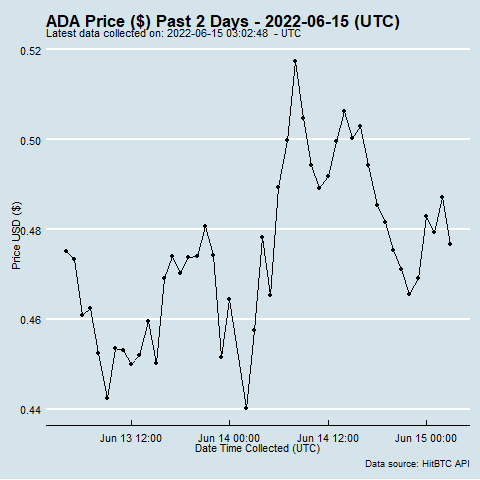 ADA Price ($) Past 2 Days - 2022-06-15 (UTC)
Latest data collected on: 2022-06-15 03:02:48  - UTC
0.52
0.50
0.48
0.46
0.44
Price USD ($)
Jun 13 12:00
Jun 14 00:00
Jun 14 12:00
Jun 15 00:00
Date Time Collected (UTC)
Data source: HitBTC API